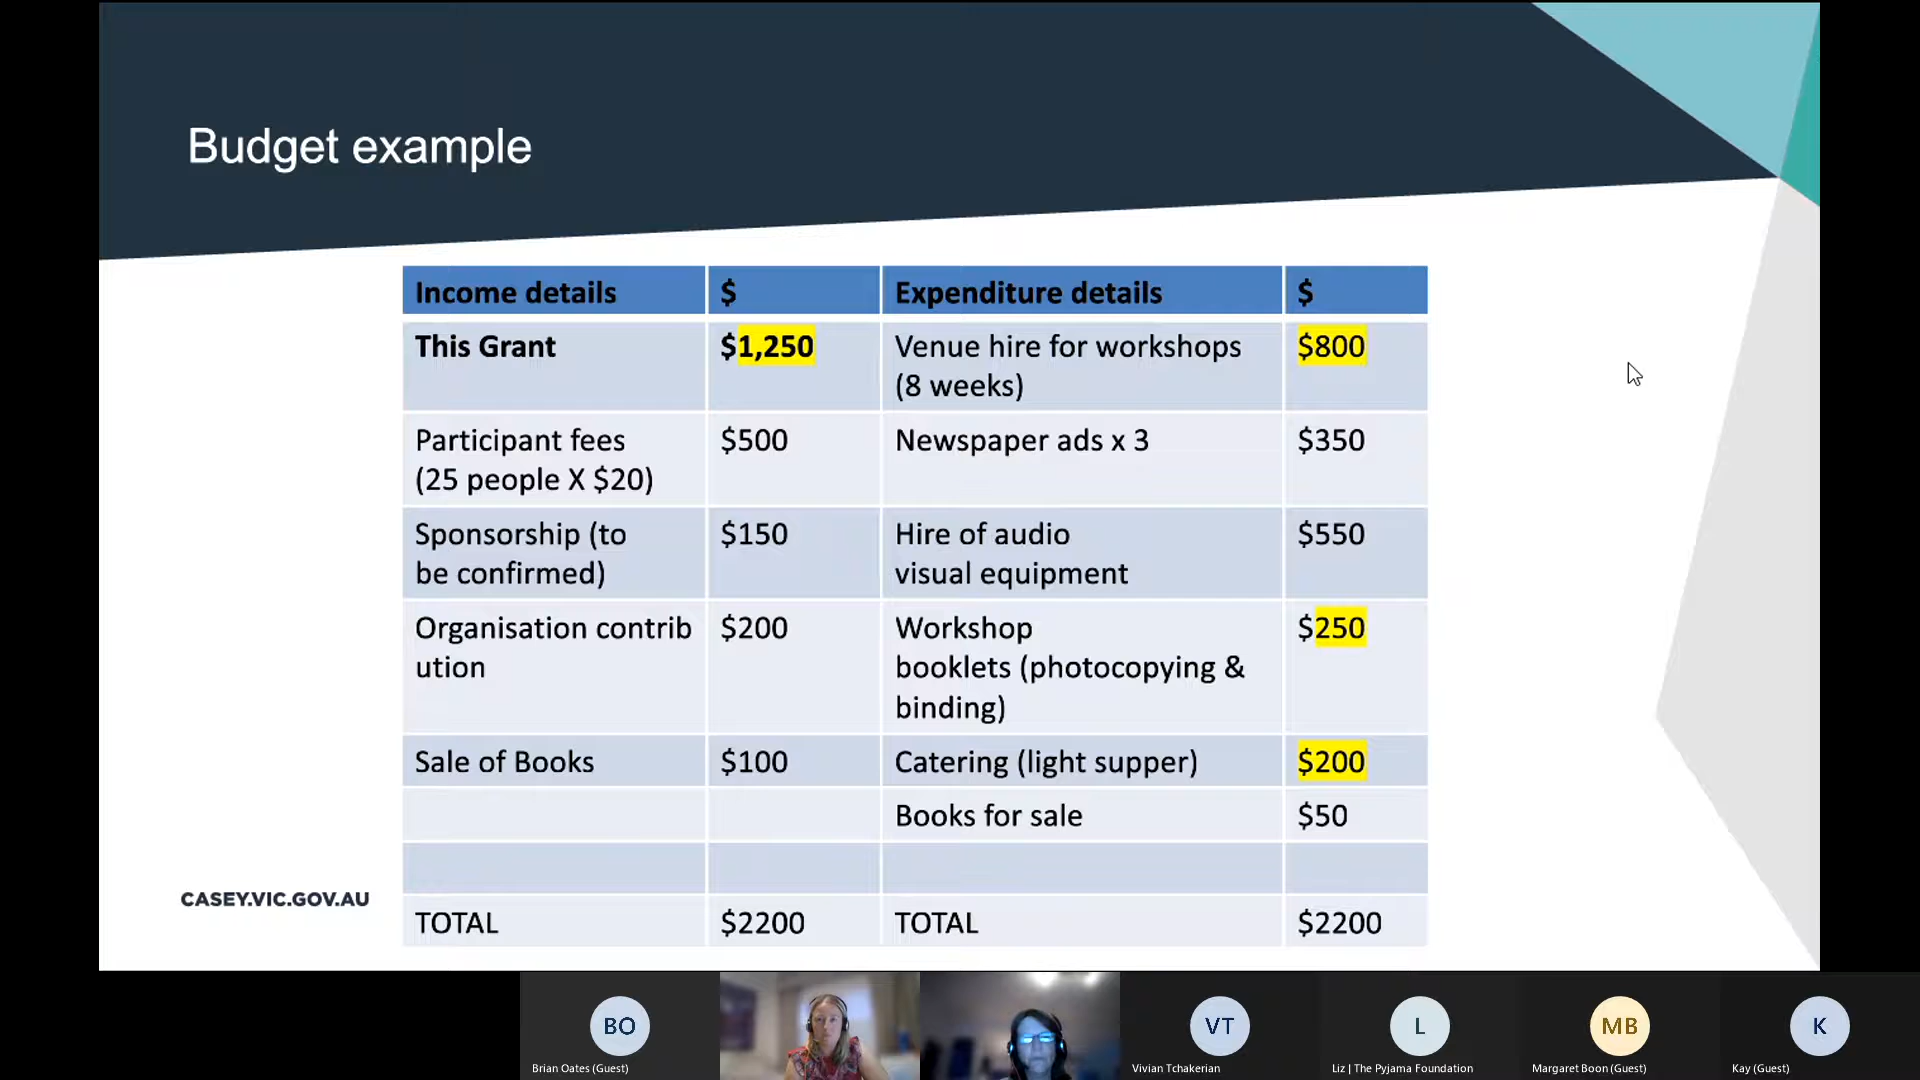 Budget example
Income details $ Expenditure details $
This Grant $1,250 Venue hire for workshops $800
(8 weeks)
Participant fees $500 Newspaper ads x 3 $350
(25 people X $20)
Sponsorship (to $150 Hire of audio $550
be confirmed) visual equipment
Organisation contrib $200 Workshop $250
ution booklets (photocopying &
binding)
Sale of Books $100 Catering (light supper) $200
Books for sale $50
CASEY.VIC.GOV.AU
TOTAL $2200 TOTAL $2200
BO VT L MB K
Brian Oates (Guest) Vivian Tchakerian Liz | The Pyjama Foundation Margaret Boon (Guest) Kay (Guest)